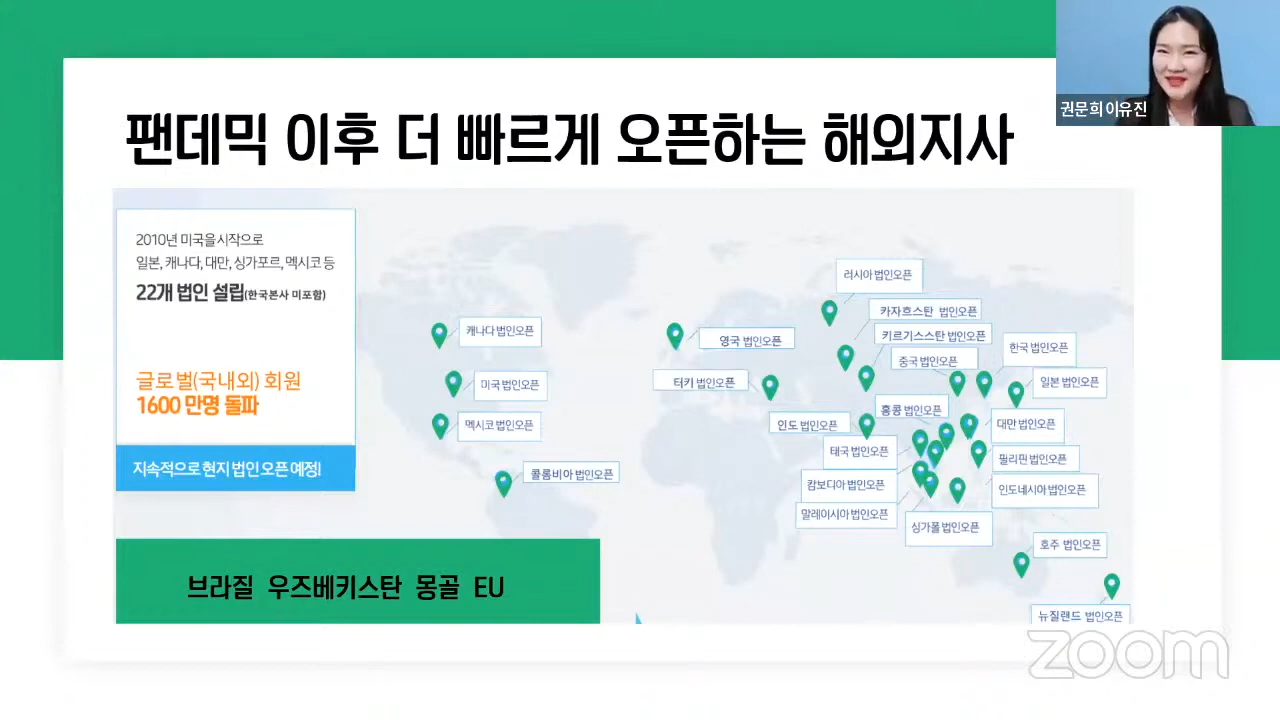 팬데믹 이후 더 빠르게 오픈하는 해외지사
권문희 이유진
2010년 미국을시작으로
일본, 캐나다, 대만, 싱가포르, 멕시코 등
22개 법인 설립(한국본사 미포함)
글로벌(국내외) 회원
1600 만명 돌파
지속적으로 현지 법인 오픈 예정!
브라질 우즈베키스탄 몽골 EU
캐나다 법인오픈
미국 법인오픈
멕시코 법인오픈
콜롬비아 법인오픈
영국 법인오픈
터키 법인오픈
러시아 법인오픈
카자흐스탄 법인오픈
키르기스스탄 법인오픈
중국 법인오픈
한국 법인오픈
일본 법인오픈
홍콩 법인오픈
인도 법인오픈
대만 법인오픈
태국 법인오픈
필리핀 법인오픈
캄보디아 법인오픈
인도네시아 법인오픈
말레이시아 법인오픈
싱가폴 법인오픈
호주 법인오픈
뉴질랜드 법인오픈
zoom